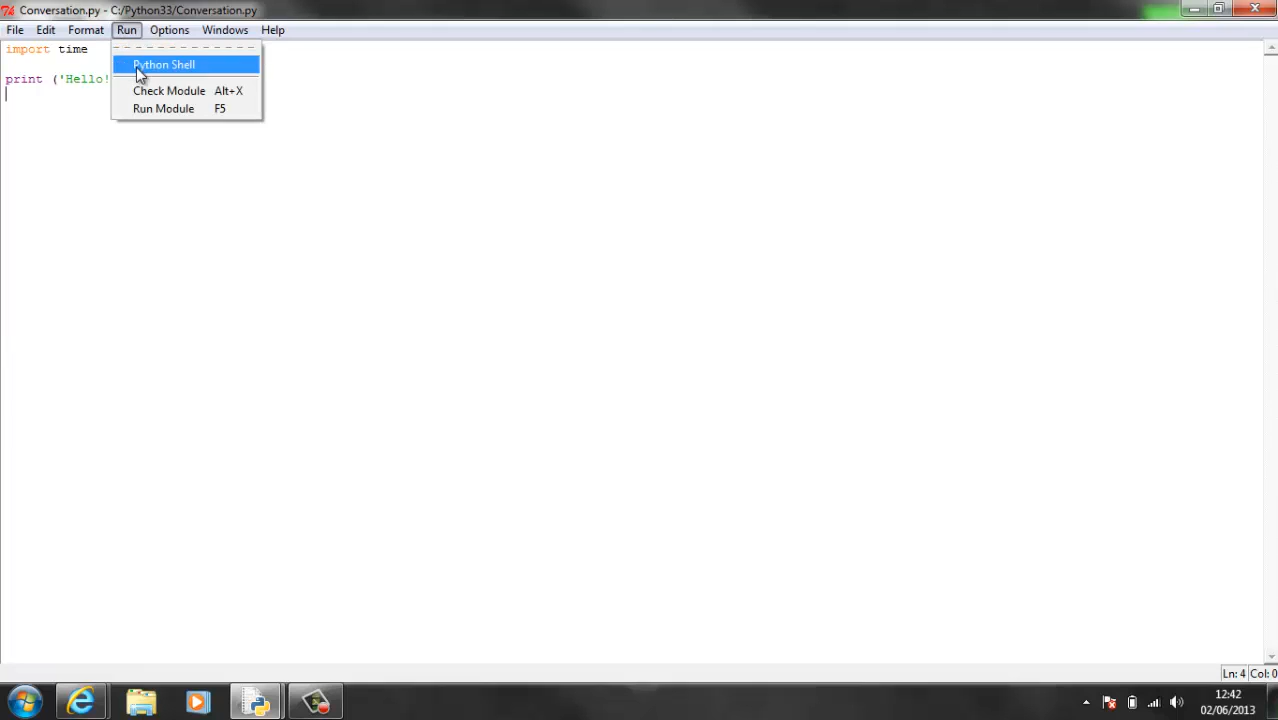 Conversation.py - C:/Python33/Conversation.py
File Edit Format Run Options Windows Help
import time
Python Shell
print ('Hello!
Check Module Alt+X
Run Module F5
Ln: 4 Col: 0
12:42
02/06/2013